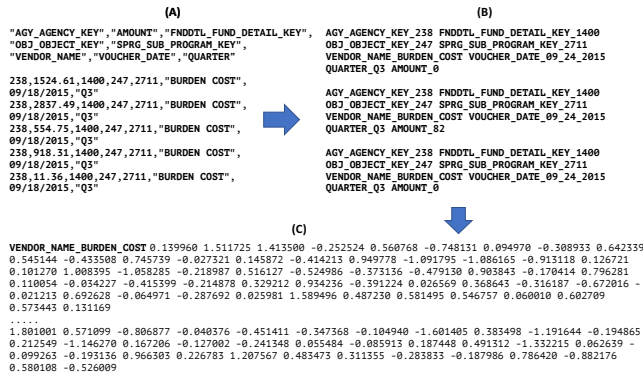 (A)
"AGY_AGENCY_KEY","AMOUNT","FNDDTL_FUND_DETAIL_KEY",
"OBJ_OBJECT_KEY","SPRG_SUB_PROGRAM_KEY",
"VENDOR_NAME","VOUCHER_DATE","QUARTER"
238,1524.61,1400,247,2711,"BURDEN COST",
09/18/2015,"Q3"
238,2837.49,1400,247,2711,"BURDEN COST",
09/18/2015,"Q3"
238,554.75,1400,247,2711,"BURDEN COST",
09/18/2015,"Q3"
238,918.31,1400,247,2711,"BURDEN COST",
09/18/2015,"Q3"
238,11.36,1400,247,2711,"BURDEN COST",
09/18/2015,"Q3"
(B)
AGY_AGENCY_KEY_238 FNDDTL_FUND_DETAIL_KEY_1400
OBJ_OBJECT_KEY_247 SPRG_SUB_PROGRAM_KEY_2711
VENDOR_NAME_BURDEN_COST VOUCHER_DATE_09_24_2015
QUARTER_Q3 AMOUNT_0
AGY_AGENCY_KEY_238 FNDDTL_FUND_DETAIL_KEY_1400
OBJ_OBJECT_KEY_247 SPRG_SUB_PROGRAM_KEY_2711
VENDOR_NAME_BURDEN_COST VOUCHER_DATE_09_24_2015
QUARTER_Q3 AMOUNT_82
AGY_AGENCY_KEY_238 FNDDTL_FUND_DETAIL_KEY_1400
OBJ_OBJECT_KEY_247 SPRG_SUB_PROGRAM_KEY_2711
VENDOR_NAME_BURDEN_COST VOUCHER_DATE_09_24_2015
QUARTER_Q3 AMOUNT_0
(C)
VENDOR_NAME_BURDEN_COST 0.139960 1.511725 1.413500 -0.252524 0.560768 -0.748131 0.094970 -0.308933 0.642339
0.545144 -0.433508 0.745739 -0.027321 0.145872 -0.414213 0.949778 -1.091795 -1.086165 -0.913118 0.126721
0.101270 1.008395 -1.058285 -0.218987 0.516127 -0.524986 -0.373136 -0.479130 0.903843 -0.170414 0.796281
0.110054 -0.034227 -0.415399 -0.214878 0.329212 0.934236 -0.391224 0.026569 0.368643 -0.316187 -0.672016 -
0.021213 0.692628 -0.064971 -0.287692 0.025981 1.589496 0.487230 0.581495 0.546757 0.060010 0.602709
0.573443 0.131169
.....
1.801001 0.571099 -0.806877 -0.040376 -0.451411 -0.347368 -0.104940 -1.601405 0.383498 -1.191644 -0.194865
0.212549 -1.146270 0.167206 -0.127002 -0.241348 0.055484 -0.085913 0.187448 0.491312 -1.332215 0.062639 -
0.099263 -0.193136 0.966303 0.226783 1.207567 0.483473 0.311355 -0.283833 -0.187986 0.786420 -0.882176
0.580108 -0.526009